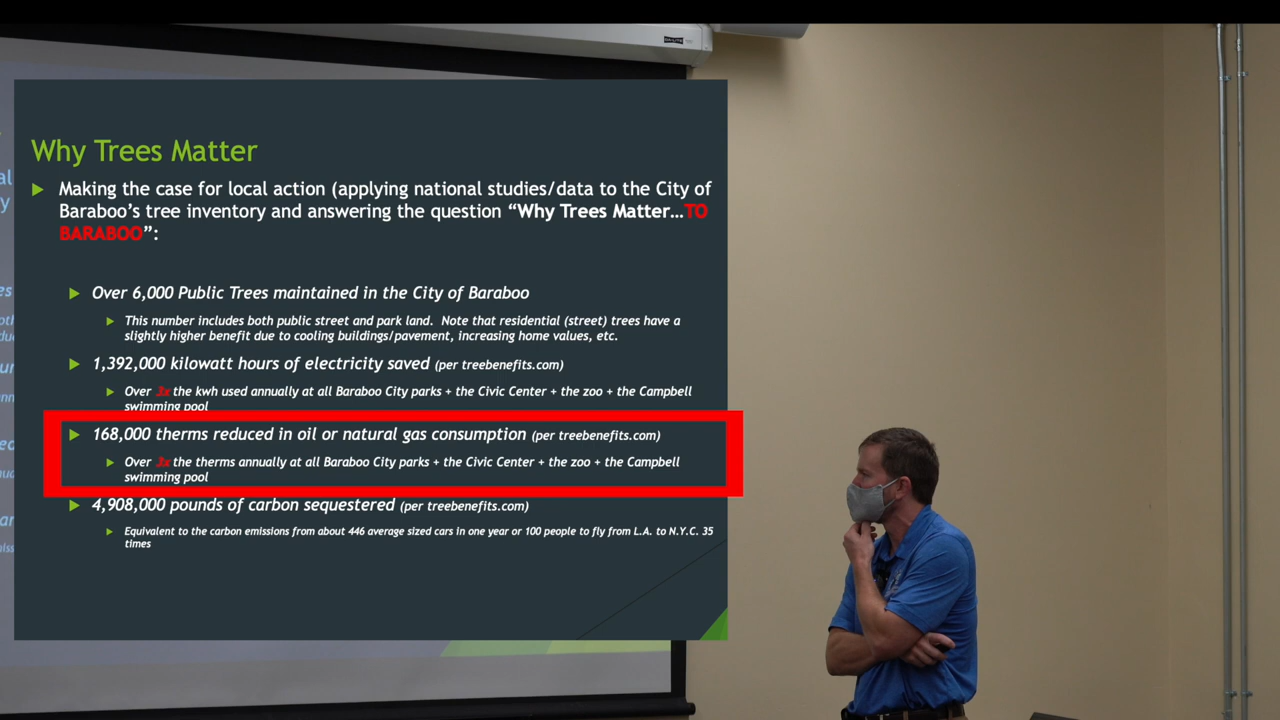 Why Trees Matter
Making the case for local action (applying national studies/data to the City of
Baraboo's tree inventory and answering the question “Why Trees Matter…TO
BARABOO”:
Over 6,000 Public Trees maintained in the City of Baraboo
This number includes both public street and park land. Note that residential (street) trees have a
slightly higher benefit due to cooling buildings/pavement, increasing home values, etc.
1,392,000 kilowatt hours of electricity saved (per treebenefits.com)
Over 3x the kwh used annually at all Baraboo City parks + the Civic Center + the zoo + the Campbell
swimming pool
168,000 therms reduced in oil or natural gas consumption (per treebenefits.com)
Over 3x the therms annually at all Baraboo City parks + the Civic Center + the zoo + the Campbell
swimming pool
4,908,000 pounds of carbon sequestered (per treebenefits.com)
Equivalent to the carbon emissions from about 446 average sized cars in one year or 100 people to fly from L.A. to N.Y.C. 35
times